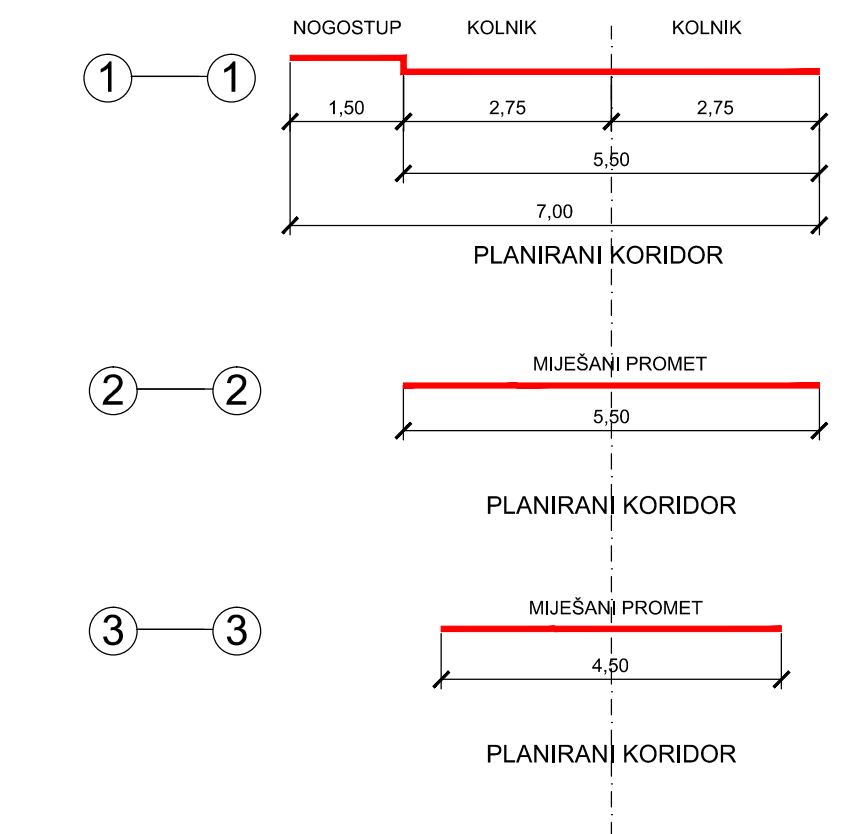 NOGOSTUP KOLNIK KOLNIK
1 1
1,50 2,75 2,75
5,50
7,00
PLANIRANI KORIDOR
MIJEŠANI PROMET
2 2
5,50
PLANIRANI KORIDOR
MIJEŠANI PROMET
3 3
4,50
PLANIRANI KORIDOR